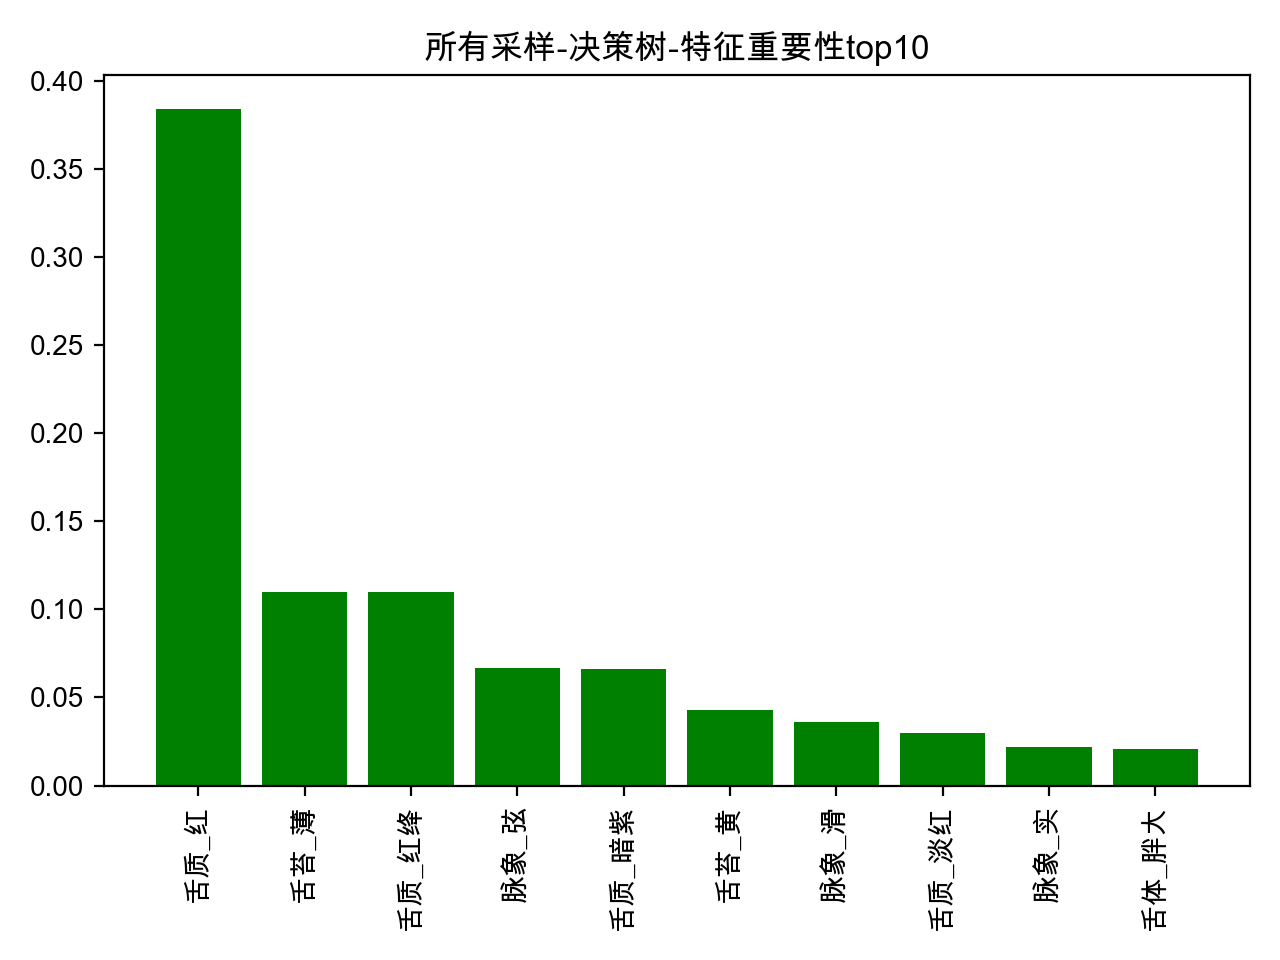 所有采样-决策树-特征重要性top10
0.40
0.35
0.30
0.25
0.20
0.15
0.10
0.05
0.00
舌质_红
舌苔_薄
舌质_红绛
脉象_弦
舌质_暗紫
舌苔_黄
脉象_滑
舌质_淡红
脉象_实
舌体_胖大